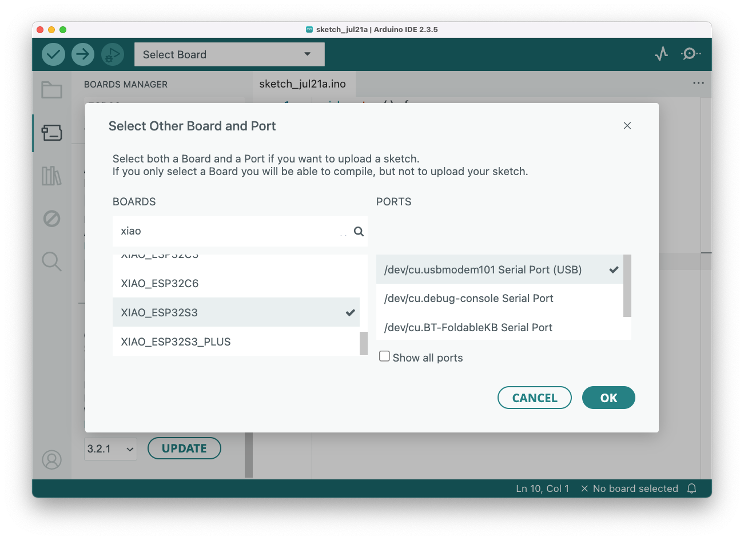 sketch_jul21a | Arduino IDE 2.3.5
Select Board
BOARDS MANAGER
sketch_jul21a.ino
Select Other Board and Port
Select both a Board and a Port if you want to upload a sketch.
If you only select a Board you will be able to compile, but not to upload your sketch.
BOARDS
PORTS
xiao
XIAO_ESP32C6
XIAO_ESP32S3
XIAO_ESP32S3_PLUS
/dev/cu.usbmodem101 Serial Port (USB)
/dev/cu.debug-console Serial Port
/dev/cu.BT-FoldableKB Serial Port
Show all ports
CANCEL
OK
3.2.1
UPDATE
Ln 10, Col 1
No board selected